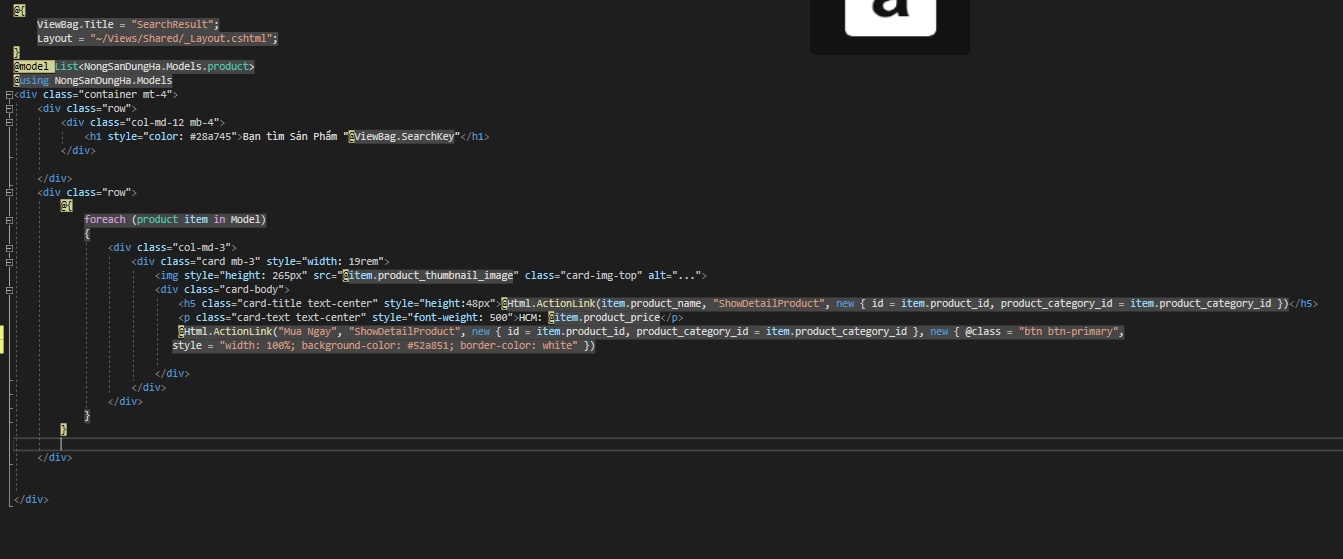 @{
ViewBag.Title = "SearchResult";
Layout = "~/Views/Shared/_Layout.cshtml";
}
@model List<NongSanDungHa.Models.product>
@using NongSanDungHa.Models
<div class="container mt-4">
<div class="row">
<div class="col-md-12 mb-4">
<h1 style="color: #28a745">Bạn tìm Sản Phẩm "@ViewBag.SearchKey"</h1>
</div>
</div>
<div class="row">
@{
foreach (product item in Model)
{
<div class="col-md-3">
<div class="card mb-3" style="width: 19rem">
<img style="height: 265px" src="@item.product_thumbnail_image" class="card-img-top" alt="...">
<div class="card-body">
<h5 class="card-title text-center" style="height:48px">@Html.ActionLink(item.product_name, "ShowDetailProduct", new { id = item.product_id, product_category_id = item.product_category_id })</h5>
<p class="card-text text-center" style="font-weight: 500">HCM: @item.product_price</p>
@Html.ActionLink("Mua Ngay", "ShowDetailProduct", new { id = item.product_id, product_category_id = item.product_category_id }, new { @class = "btn btn-primary",
style = "width: 100%; background-color: #52a851; border-color: white" })
</div>
</div>
</div>
}
}
</div>
</div>